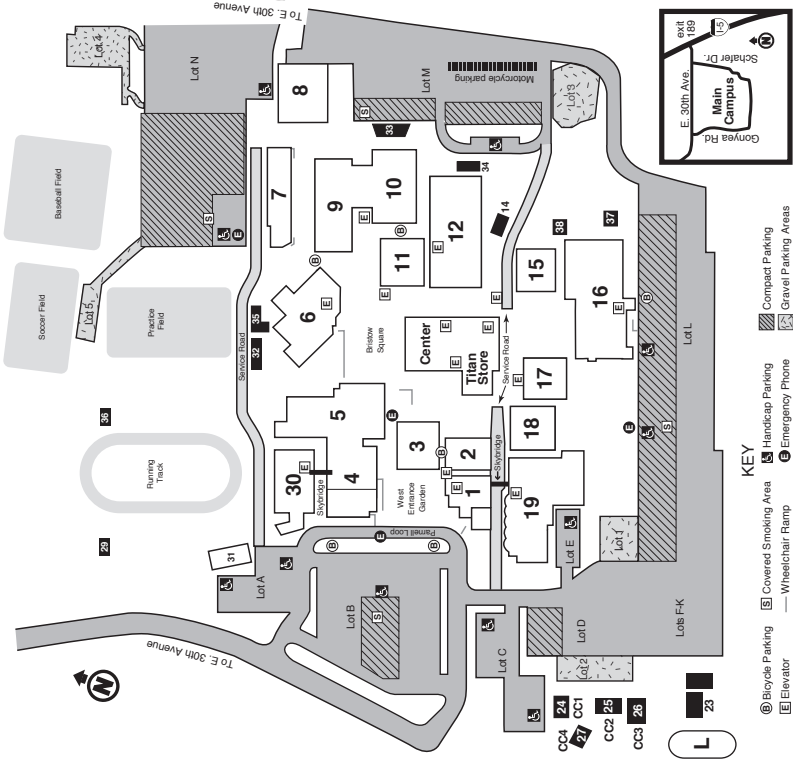 To E. 30th Avenue
Lot 4
Lot N
8
Lot M
Motorcycle parking
Lot 3
S
33
34
Baseball Field
Soccer Field
Practice
Field
Lot 5
S
E
7
9
10
E
B
B
12
E
14
11
E
38
37
15
E
16
E
B
6
E
35
32
Service Road
Bristow
Square
Center
Titan
Store
E
E
E
Service Road
17
E
18
Lot L
S
E
36
Running
Track
29
31
30
E
Skybridge
5
4
E
3
B
2
E
1
E
West
Entrance
Garden
Skybridge
19
E
Parnell Loop
B
E
B
Lot A
Lot B
S
Lot E
Lot 1
Lot D
Lots F-K
Lot C
Lot 2
To E. 30th Avenue
N
24
CC1
CC4
27
25
CC2
26
CC3
23
L
exit
189
I-5
N
Schafer Dr.
E. 30th Ave.
Main
Campus
Gonyea Rd.
KEY
B Bicycle Parking
E Elevator
S Covered Smoking Area
Wheelchair Ramp
Handicap Parking
E Emergency Phone
Compact Parking
Gravel Parking Areas